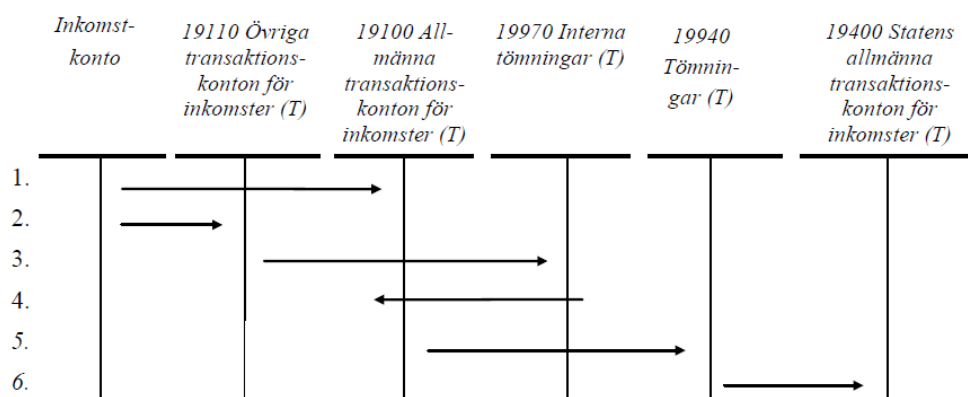 Inkomst-
konto
19110 Övriga
transaktions-
konton för
inkomster (T)
19100 All-
männa
transaktions-
konton för
inkomster (T)
19970 Interna
tömningar (T)
19940
Tömnin-
gar (T)
19400 Statens
allmänna
transaktions-
konton för
inkomster (T)
1.
2.
3.
4.
5.
6.